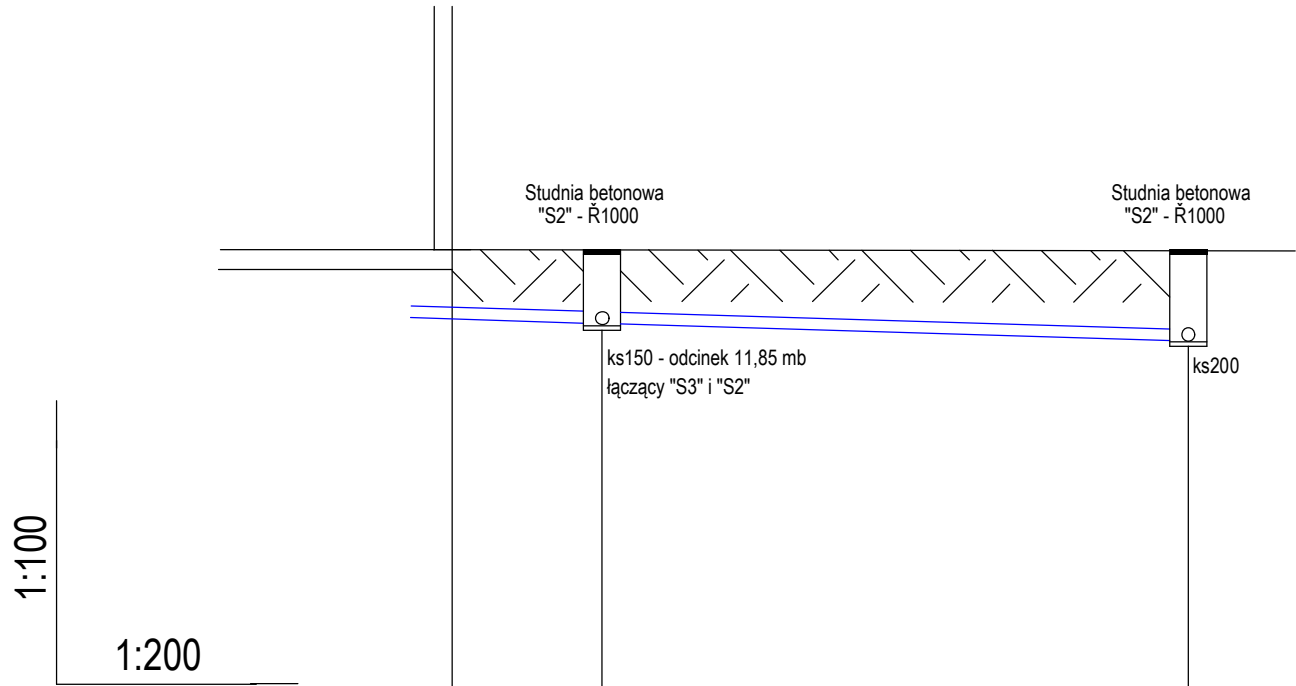 Studnia betonowa
"S2" - Ř1000
Studnia betonowa
"S2" - Ř1000
ks150 - odcinek 11,85 mb
łączący "S3" i "S2"
ks200
1:100
1:200